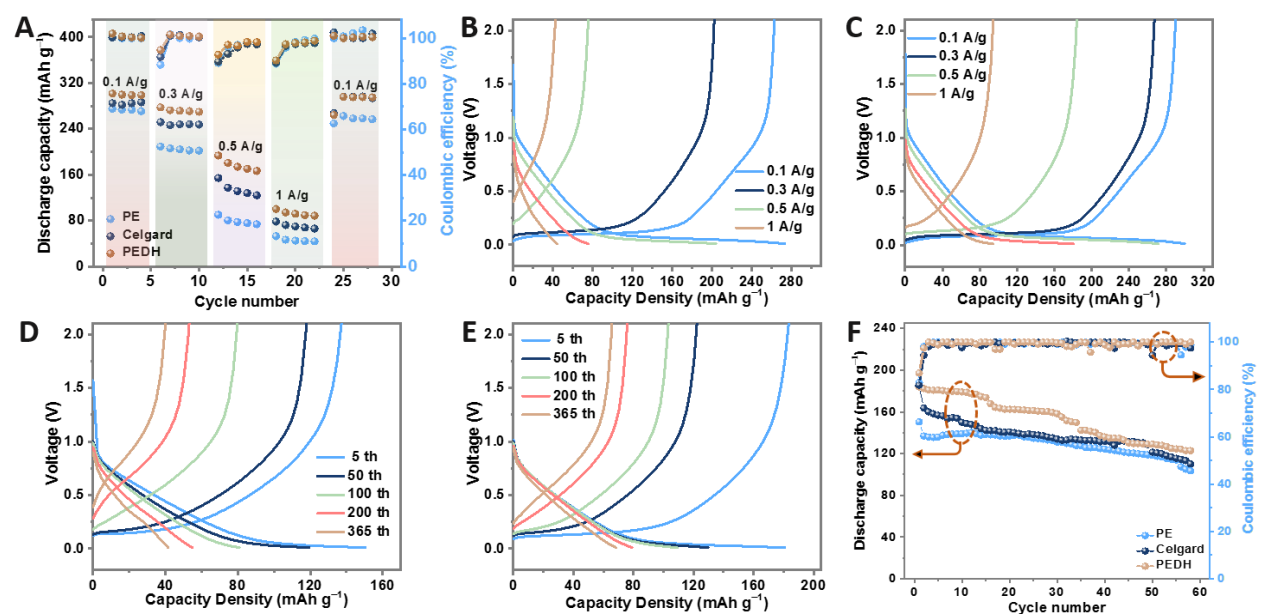 A
Discharge capacity (mAh g⁻¹)
400
360
320
280
240
200
160
120
80
40
0
0.1 A/g
0.3 A/g
0.5 A/g
1 A/g
0.1 A/g
PE
Celgard
PEDH
0 5 10 15 20 25 30
Cycle number
100
80
60
40
20
0
Coulombic efficiency (%)
B
Voltage (V)
2.0
1.5
1.0
0.5
0.0
0.1 A/g
0.3 A/g
0.5 A/g
1 A/g
0 40 80 120 160 200 240 280
Capacity Density (mAh g⁻¹)
C
Voltage (V)
2.0
1.5
1.0
0.5
0.0
0.1 A/g
0.3 A/g
0.5 A/g
1 A/g
0 40 80 120 160 200 240 280 320
Capacity Density (mAh g⁻¹)
D
Voltage (V)
2.0
1.5
1.0
0.5
0.0
5 th
50 th
100 th
200 th
365 th
0 40 80 120 160
Capacity Density (mAh g⁻¹)
E
Voltage (V)
2.0
1.5
1.0
0.5
0.0
5 th
50 th
100 th
200 th
365 th
0 40 80 120 160 200
Capacity Density (mAh g⁻¹)
F
Discharge capacity (mAh g⁻¹)
240
200
160
120
80
40
0
PE
Celgard
PEDH
0 10 20 30 40 50 60
Cycle number
100
80
60
40
20
0
Coulombic efficiency (%)